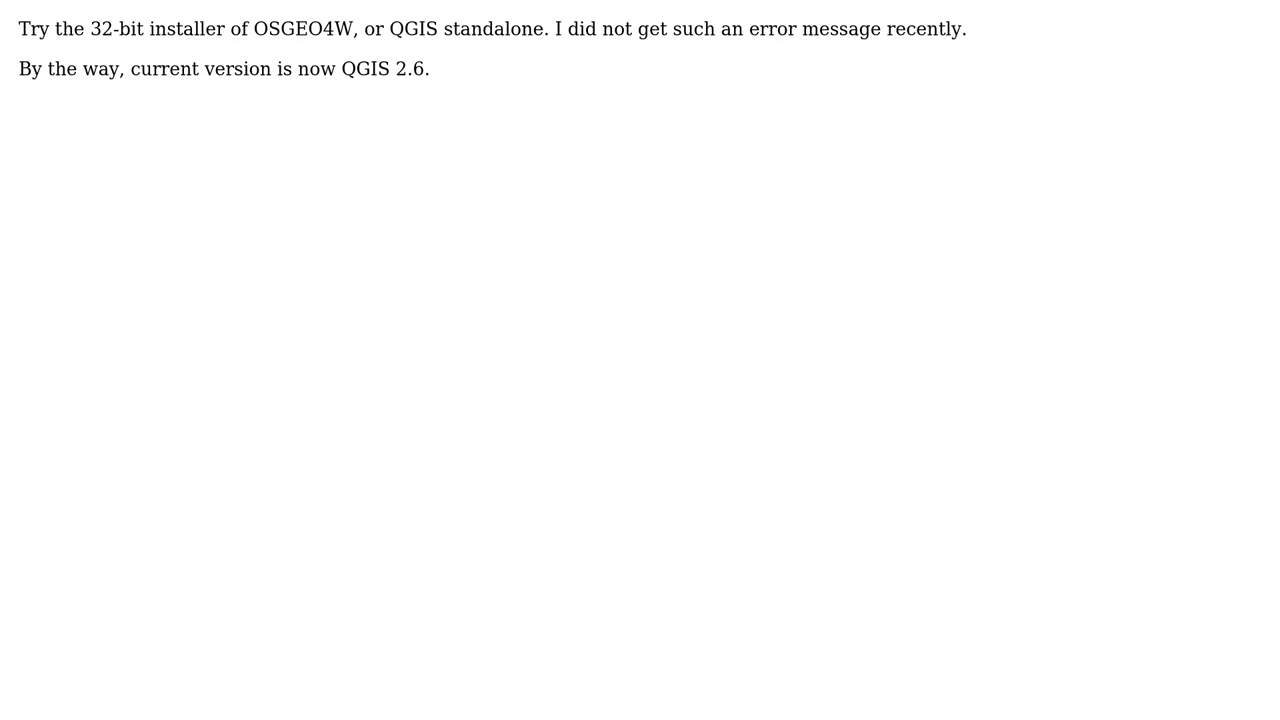 Try the 32-bit installer of OSGEO4W, or QGIS standalone. I did not get such an error message recently.
By the way, current version is now QGIS 2.6.